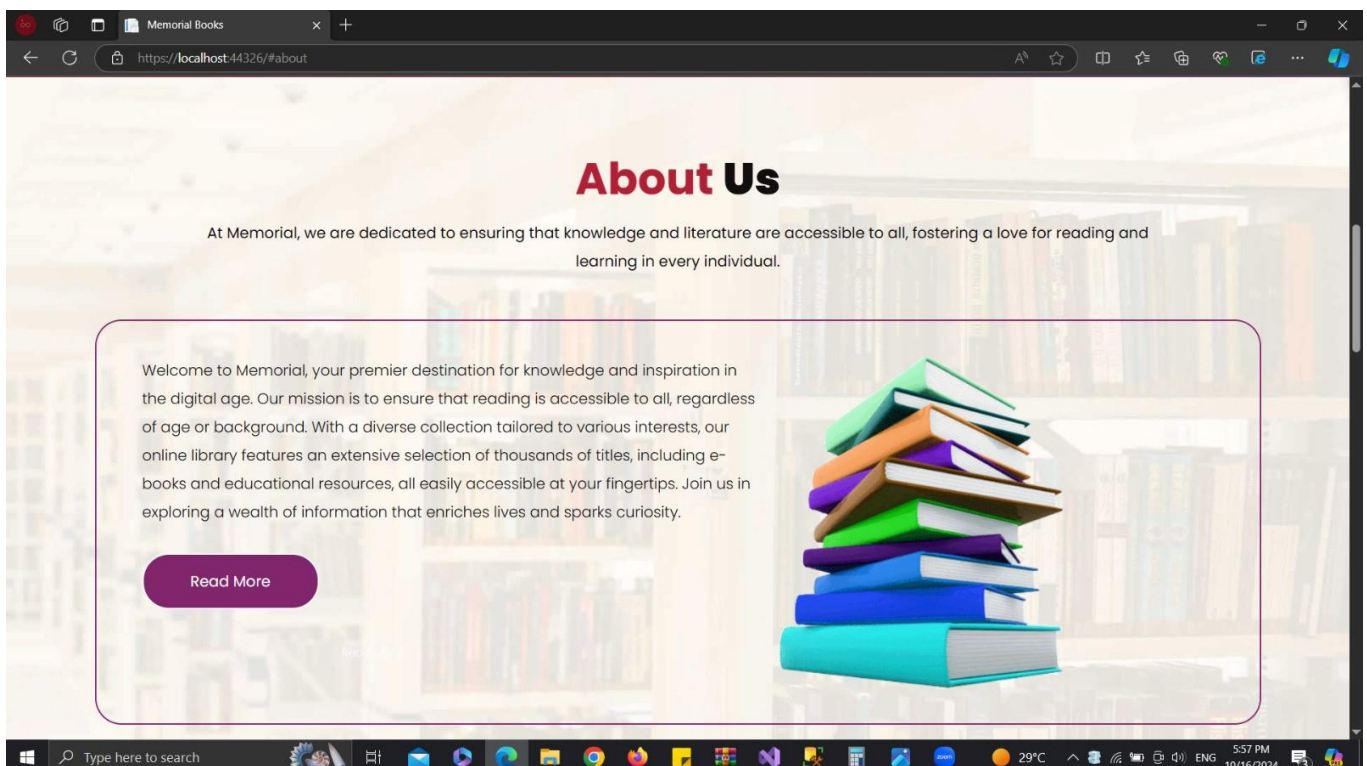 Memorial Books
https://localhost:44326/#about
About Us
At Memorial, we are dedicated to ensuring that knowledge and literature are accessible to all, fostering a love for reading and
learning in every individual.
Welcome to Memorial, your premier destination for knowledge and inspiration in
the digital age. Our mission is to ensure that reading is accessible to all, regardless
of age or background. With a diverse collection tailored to various interests, our
online library features an extensive selection of thousands of titles, including e-
books and educational resources, all easily accessible at your fingertips. Join us in
exploring a wealth of information that enriches lives and sparks curiosity.
Read More
Type here to search
zoom
29°C
ENG
5:57 PM
10/16/2024